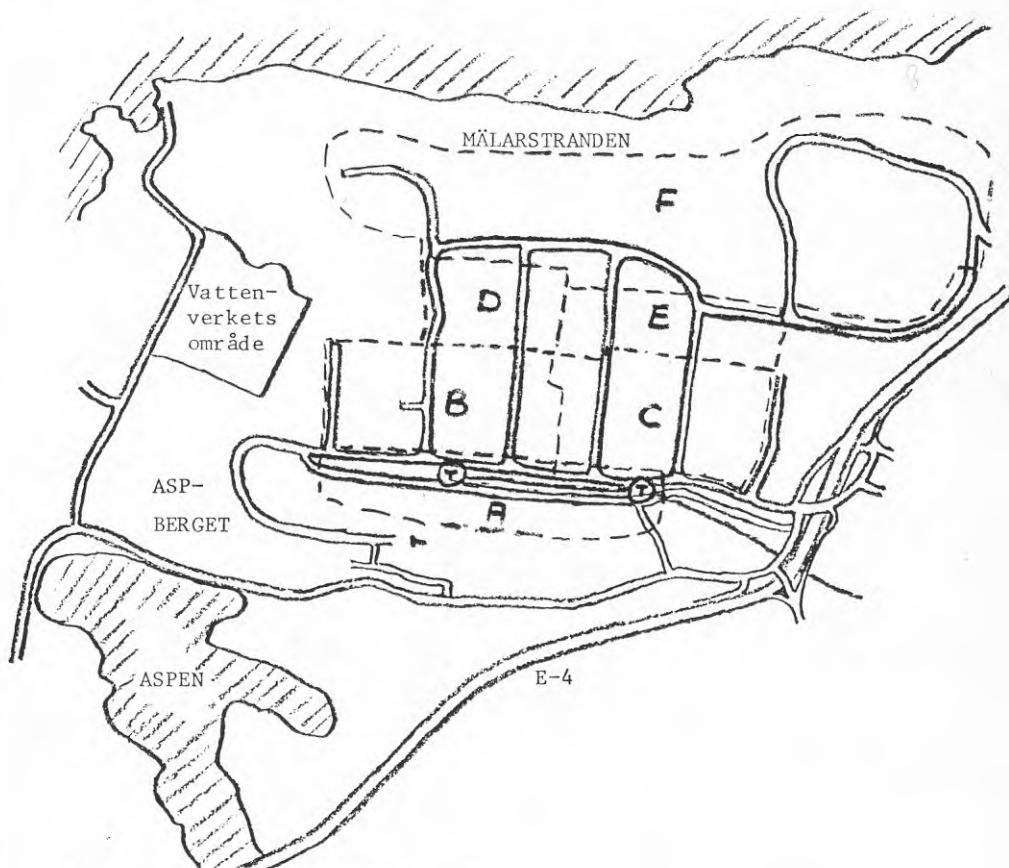 MÄLARSTRANDEN
F
Vatten-
verkets
område
D
E
B
C
T
T
A
ASP-
BERGET
ASPEN
E-4